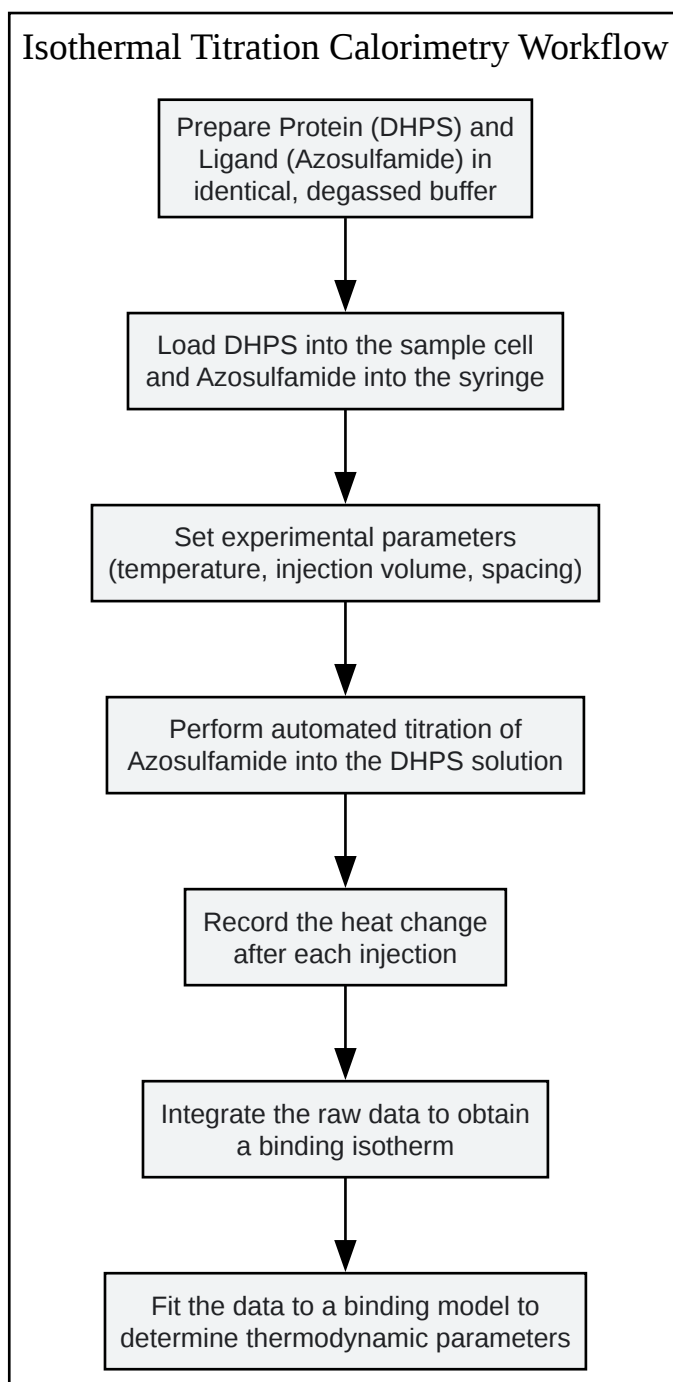 Isothermal Titration Calorimetry Workflow
Prepare Protein (DHPS) and
Ligand (Azosulfamide) in
identical, degassed buffer
Load DHPS into the sample cell
and Azosulfamide into the syringe
Set experimental parameters
(temperature, injection volume, spacing)
Perform automated titration of
Azosulfamide into the DHPS solution
Record the heat change
after each injection
Integrate the raw data to obtain
a binding isotherm
Fit the data to a binding model to
determine thermodynamic parameters